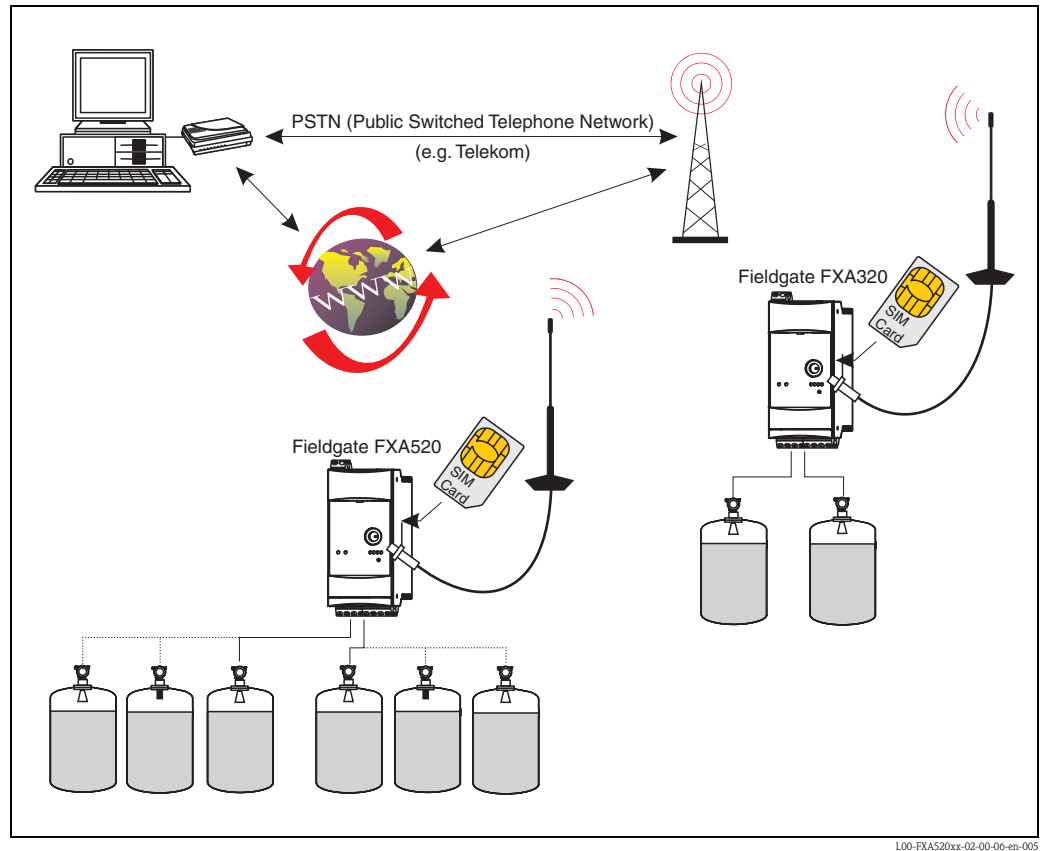 PSTN (Public Switched Telephone Network)
(e.g. Telekom)
WWW
Fieldgate FXA320
SIM
Card
Fieldgate FXA520
SIM
Card
L00-FXA520xx-02-00-06-en-005